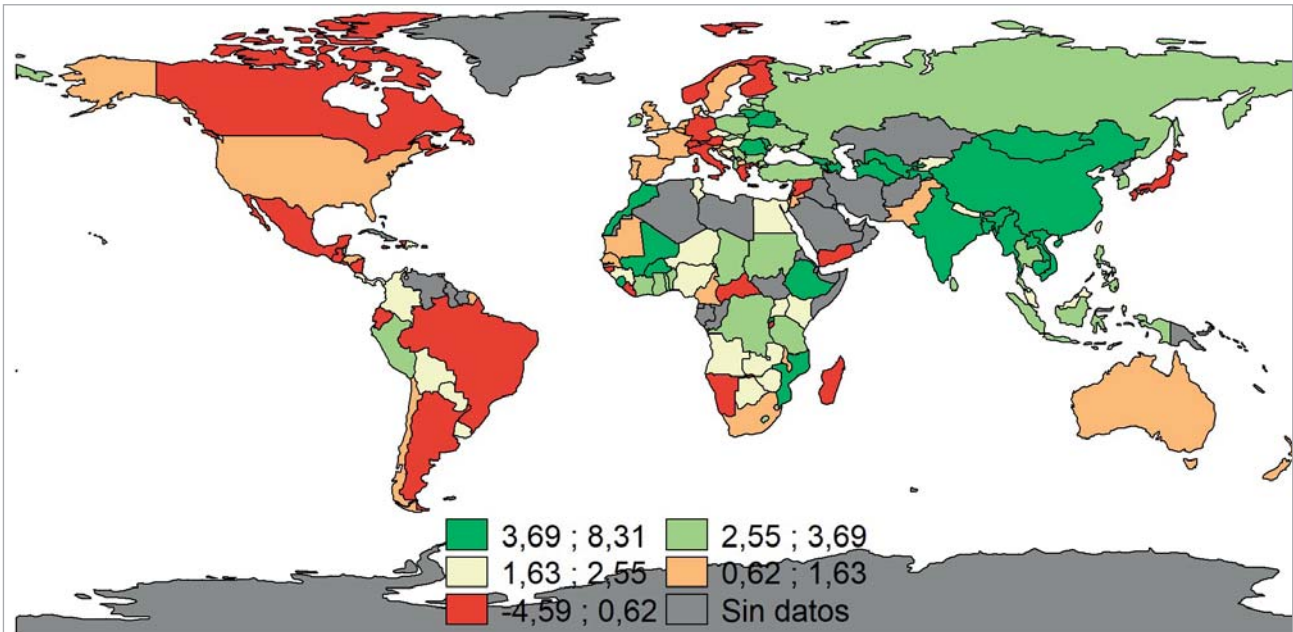 3,69 ; 8,31 2,55 ; 3,69
1,63 ; 2,55 0,62 ; 1,63
-4,59 ; 0,62 Sin datos